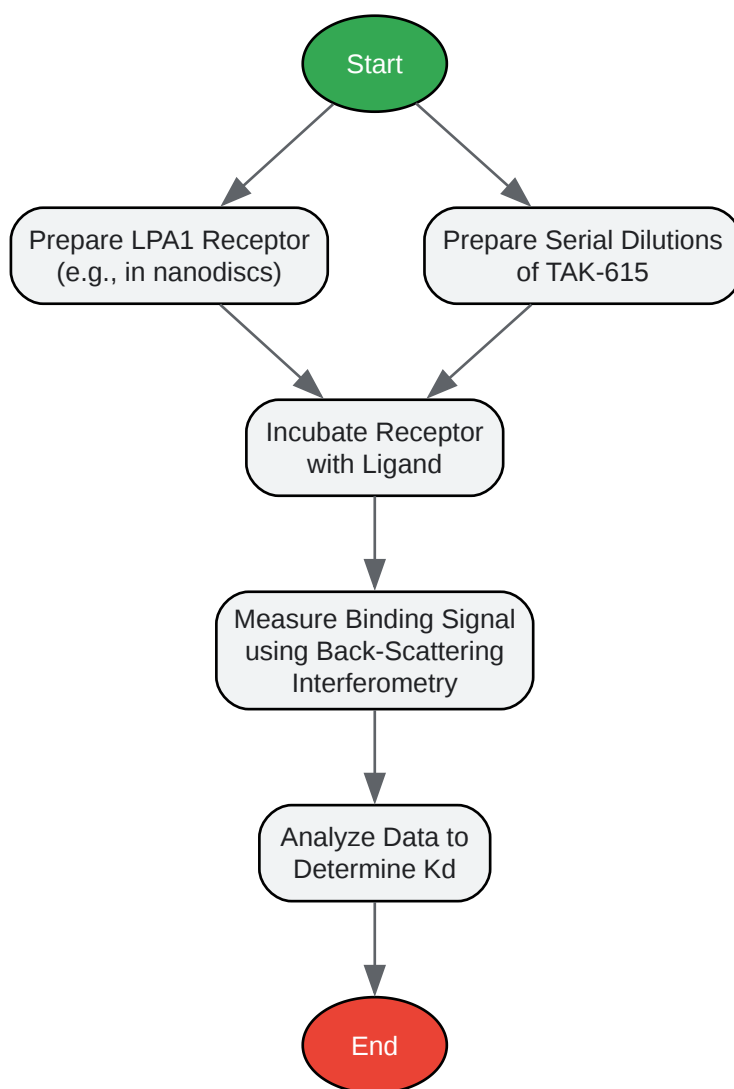 Start
Prepare LPA1 Receptor
(e.g., in nanodiscs)
Prepare Serial Dilutions
of TAK-615
Incubate Receptor
with Ligand
Measure Binding Signal
using Back-Scattering
Interferometry
Analyze Data to
Determine Kd
End